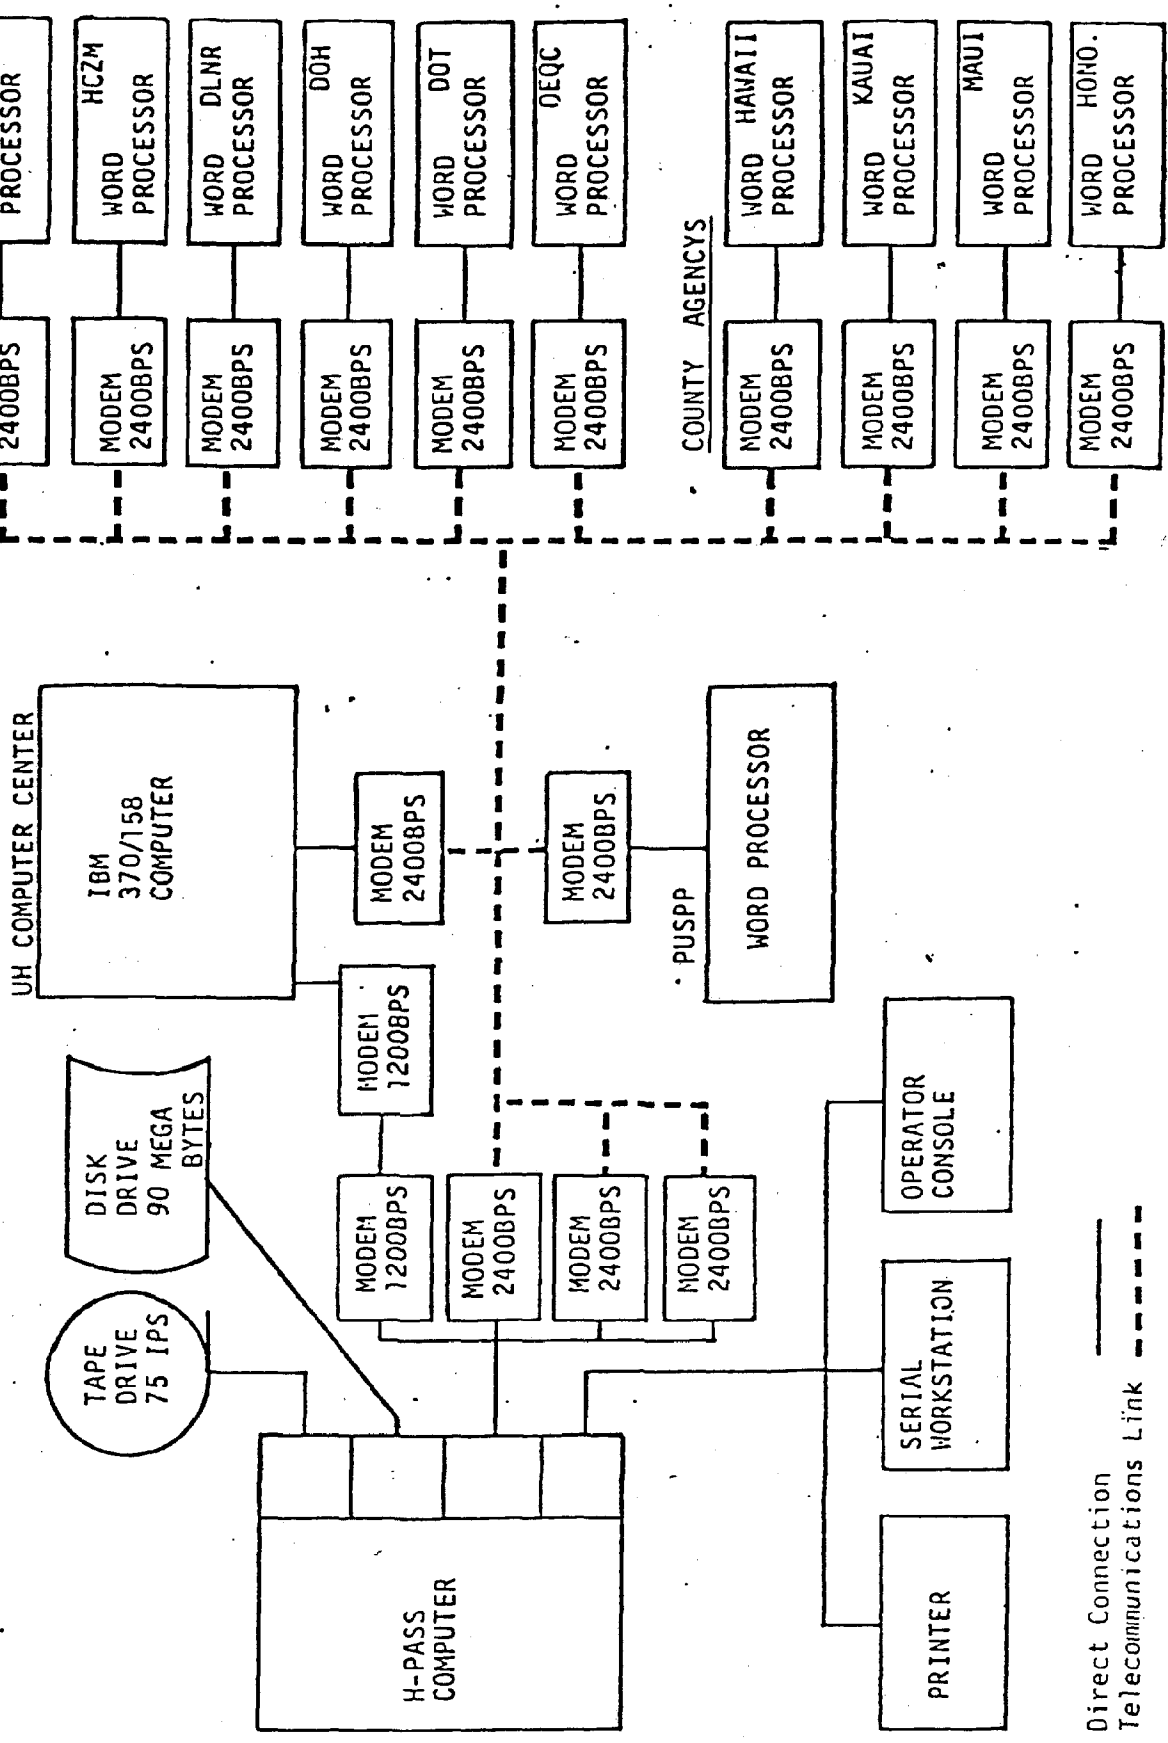 UH COMPUTER CENTER
TAPE
DRIVE
75 IPS
DISK
DRIVE
90 MEGA
BYTES
IBM
370/158
COMPUTER
H-PASS
COMPUTER
MODEM
1200BPS
MODEM
1200BPS
MODEM
2400BPS
MODEM
2400BPS
MODEM
2400BPS
MODEM
2400BPS
MODEM
2400BPS
PUSPP
WORD PROCESSOR
PRINTER
SERIAL
WORKSTATION
OPERATOR
CONSOLE
2400BPS
PROCESSOR
MODEM
2400BPS
WORD HCZM
PROCESSOR
MODEM
2400BPS
WORD DLNR
PROCESSOR
MODEM
2400BPS
WORD DOH
PROCESSOR
MODEM
2400BPS
WORD DOT
PROCESSOR
MODEM
2400BPS
WORD OEQC
PROCESSOR
COUNTY AGENCYS
MODEM
2400BPS
WORD HAWAII
PROCESSOR
MODEM
2400BPS
WORD KAUAI
PROCESSOR
MODEM
2400BPS
WORD MAUI
PROCESSOR
MODEM
2400BPS
WORD HONO.
PROCESSOR
Direct Connection
Telecommunications Link